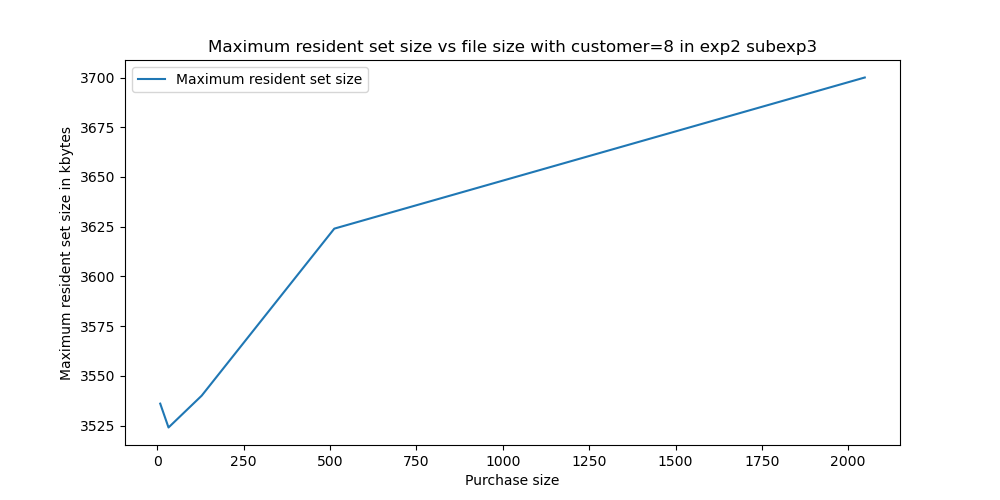 Maximum resident set size vs file size with customer=8 in exp2 subexp3
Maximum resident set size
Maximum resident set size in kbytes
3700
3675
3650
3625
3600
3575
3550
3525
0 250 500 750 1000 1250 1500 1750 2000
Purchase size